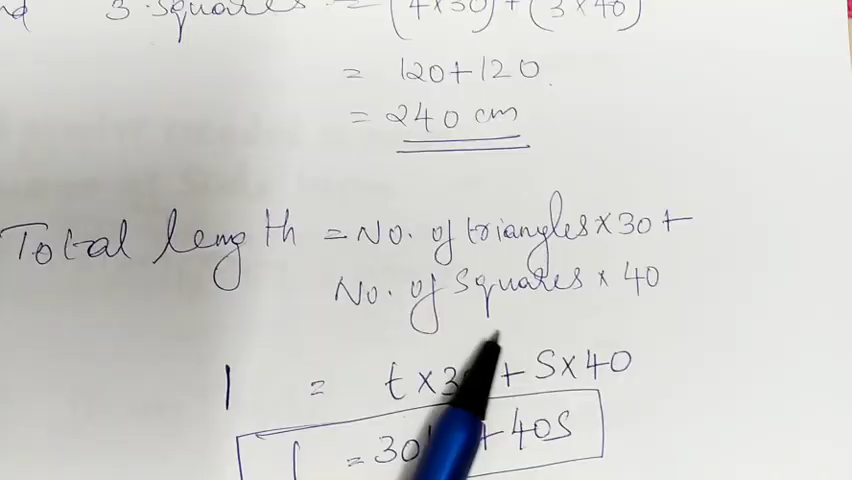 3 squares = (4×30)+(3×40)
= 120+120
= 240 cm
Total length = No. of triangles×30+
No. of squares × 40
l = t×30 + S×40
l = 30t + 40S